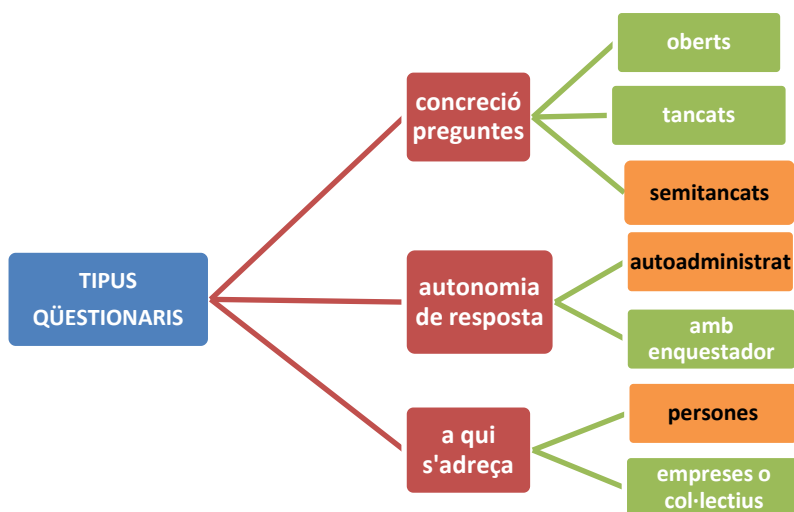 TIPUS
QÜESTIONARIS
concreció
preguntes
oberts
tancats
semitancats
autonomia
de resposta
autoadministrat
amb
enquestador
a qui
s'adreça
persones
empreses o
col·lectius